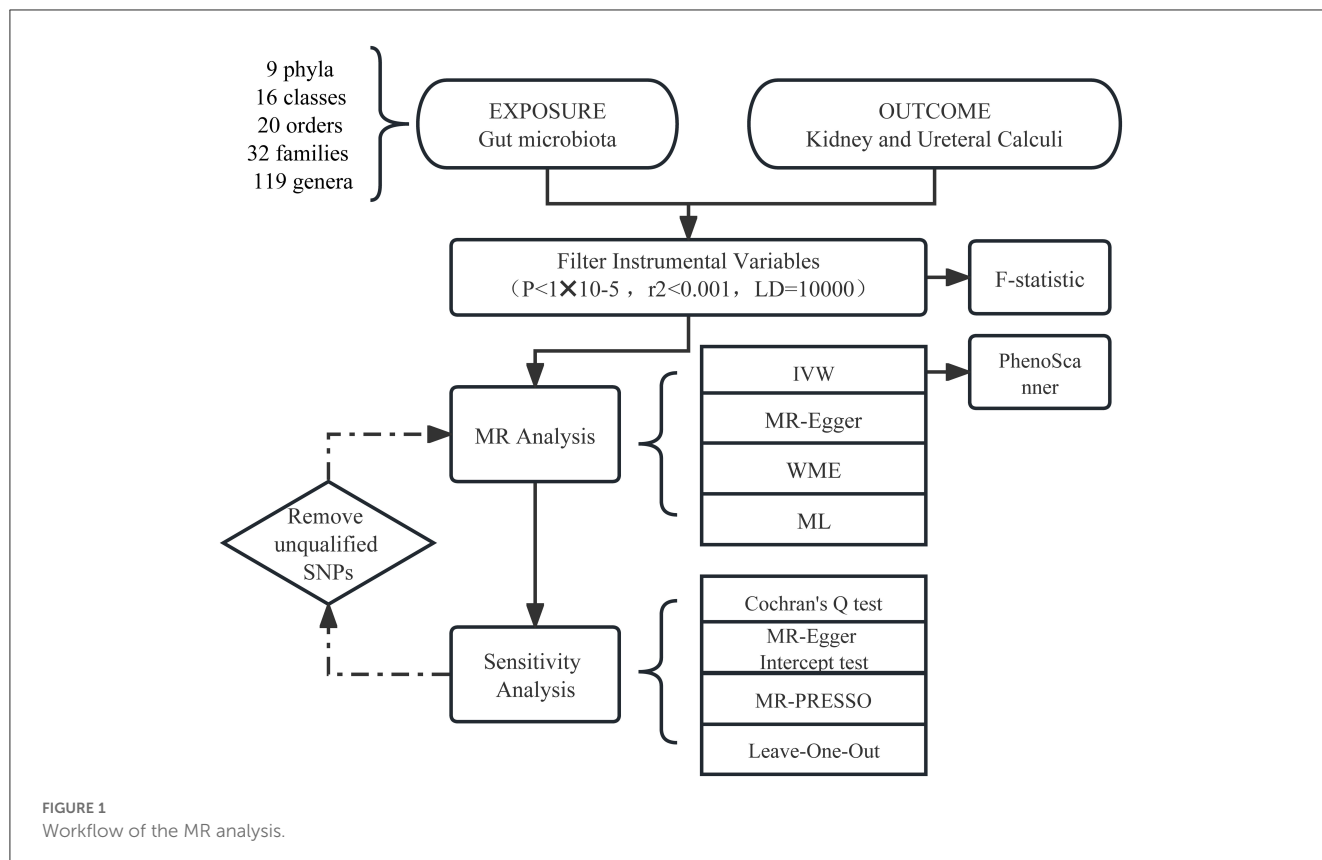 9 phyla
16 classes
20 orders
32 families
119 genera
EXPOSURE
Gut microbiota
OUTCOME
Kidney and Ureteral Calculi
Filter Instrumental Variables
（P<1✕10-5 ，r2<0.001，LD=10000）
F-statistic
IVW
PhenoSca
nner
MR Analysis
MR-Egger
WME
ML
Remove
unqualified
SNPs
Cochran's Q test
MR-Egger
Intercept test
Sensitivity
Analysis
MR-PRESSO
Leave-One-Out
FIGURE 1
Workflow of the MR analysis.